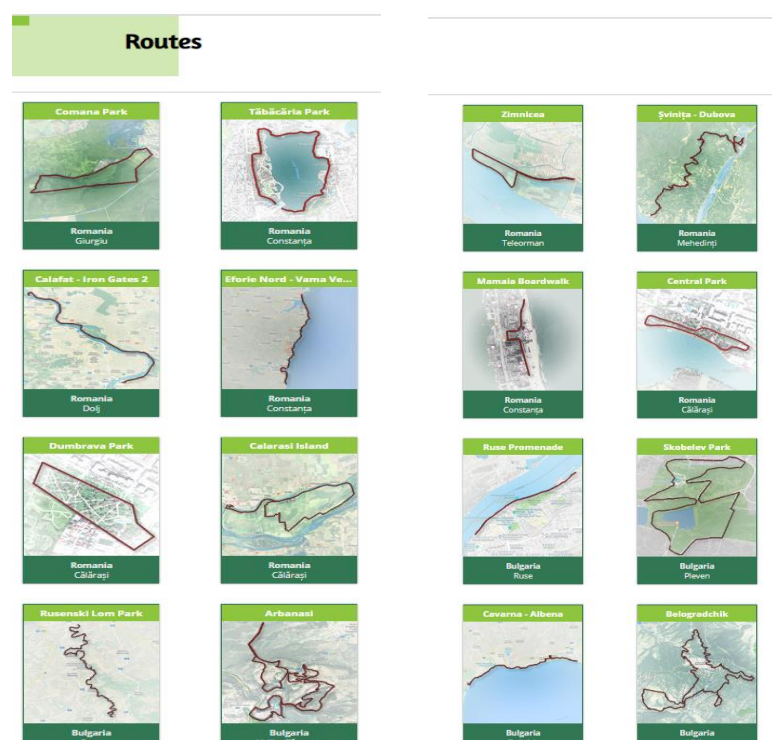 Routes
Comana Park
Romania
Giurgiu
Tăbăcăria Park
Romania
Constanța
Zimnicea
Romania
Teleorman
Șvinița - Dubova
Romania
Mehedinți
Calafat - Iron Gates 2
Romania
Dolj
Eforie Nord - Vama Ve...
Romania
Constanța
Mamaia Boardwalk
Romania
Constanța
Central Park
Romania
Călărași
Dumbrava Park
Romania
Călărași
Calarasi Island
Romania
Călărași
Ruse Promenade
Bulgaria
Ruse
Skobelev Park
Bulgaria
Pleven
Rusenski Lom Park
Bulgaria
Arbanasi
Bulgaria
Cavarna - Albena
Bulgaria
Belogradchik
Bulgaria